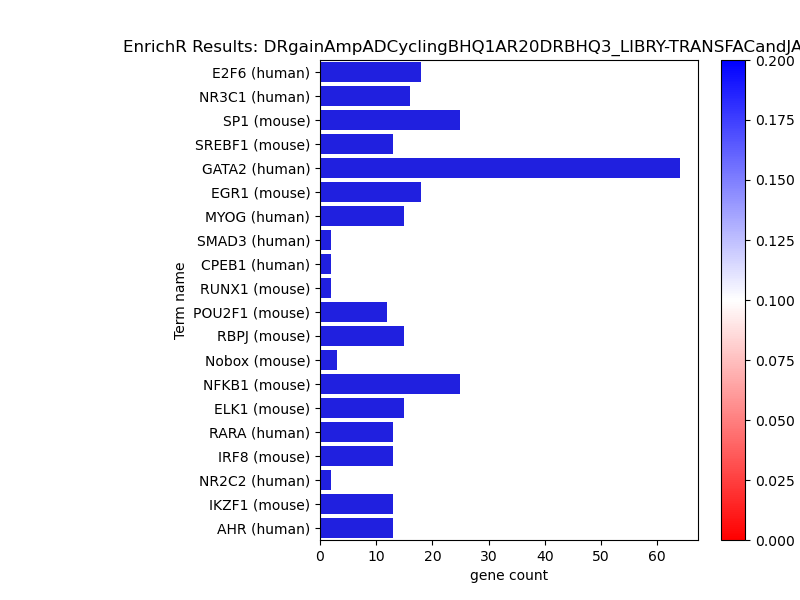 EnrichR Results: DRgainAmpADCyclingBHQ1AR20DRBHQ3_LIBRY-TRANSFACandJA
E2F6 (human)
NR3C1 (human)
SP1 (mouse)
SREBF1 (mouse)
GATA2 (human)
EGR1 (mouse)
MYOG (human)
SMAD3 (human)
CPEB1 (human)
RUNX1 (mouse)
POU2F1 (mouse)
RBPJ (mouse)
Nobox (mouse)
NFKB1 (mouse)
ELK1 (mouse)
RARA (human)
IRF8 (mouse)
NR2C2 (human)
IKZF1 (mouse)
AHR (human)
Term name
0 10 20 30 40 50 60
gene count
0.200
0.175
0.150
0.125
0.100
0.075
0.050
0.025
0.000